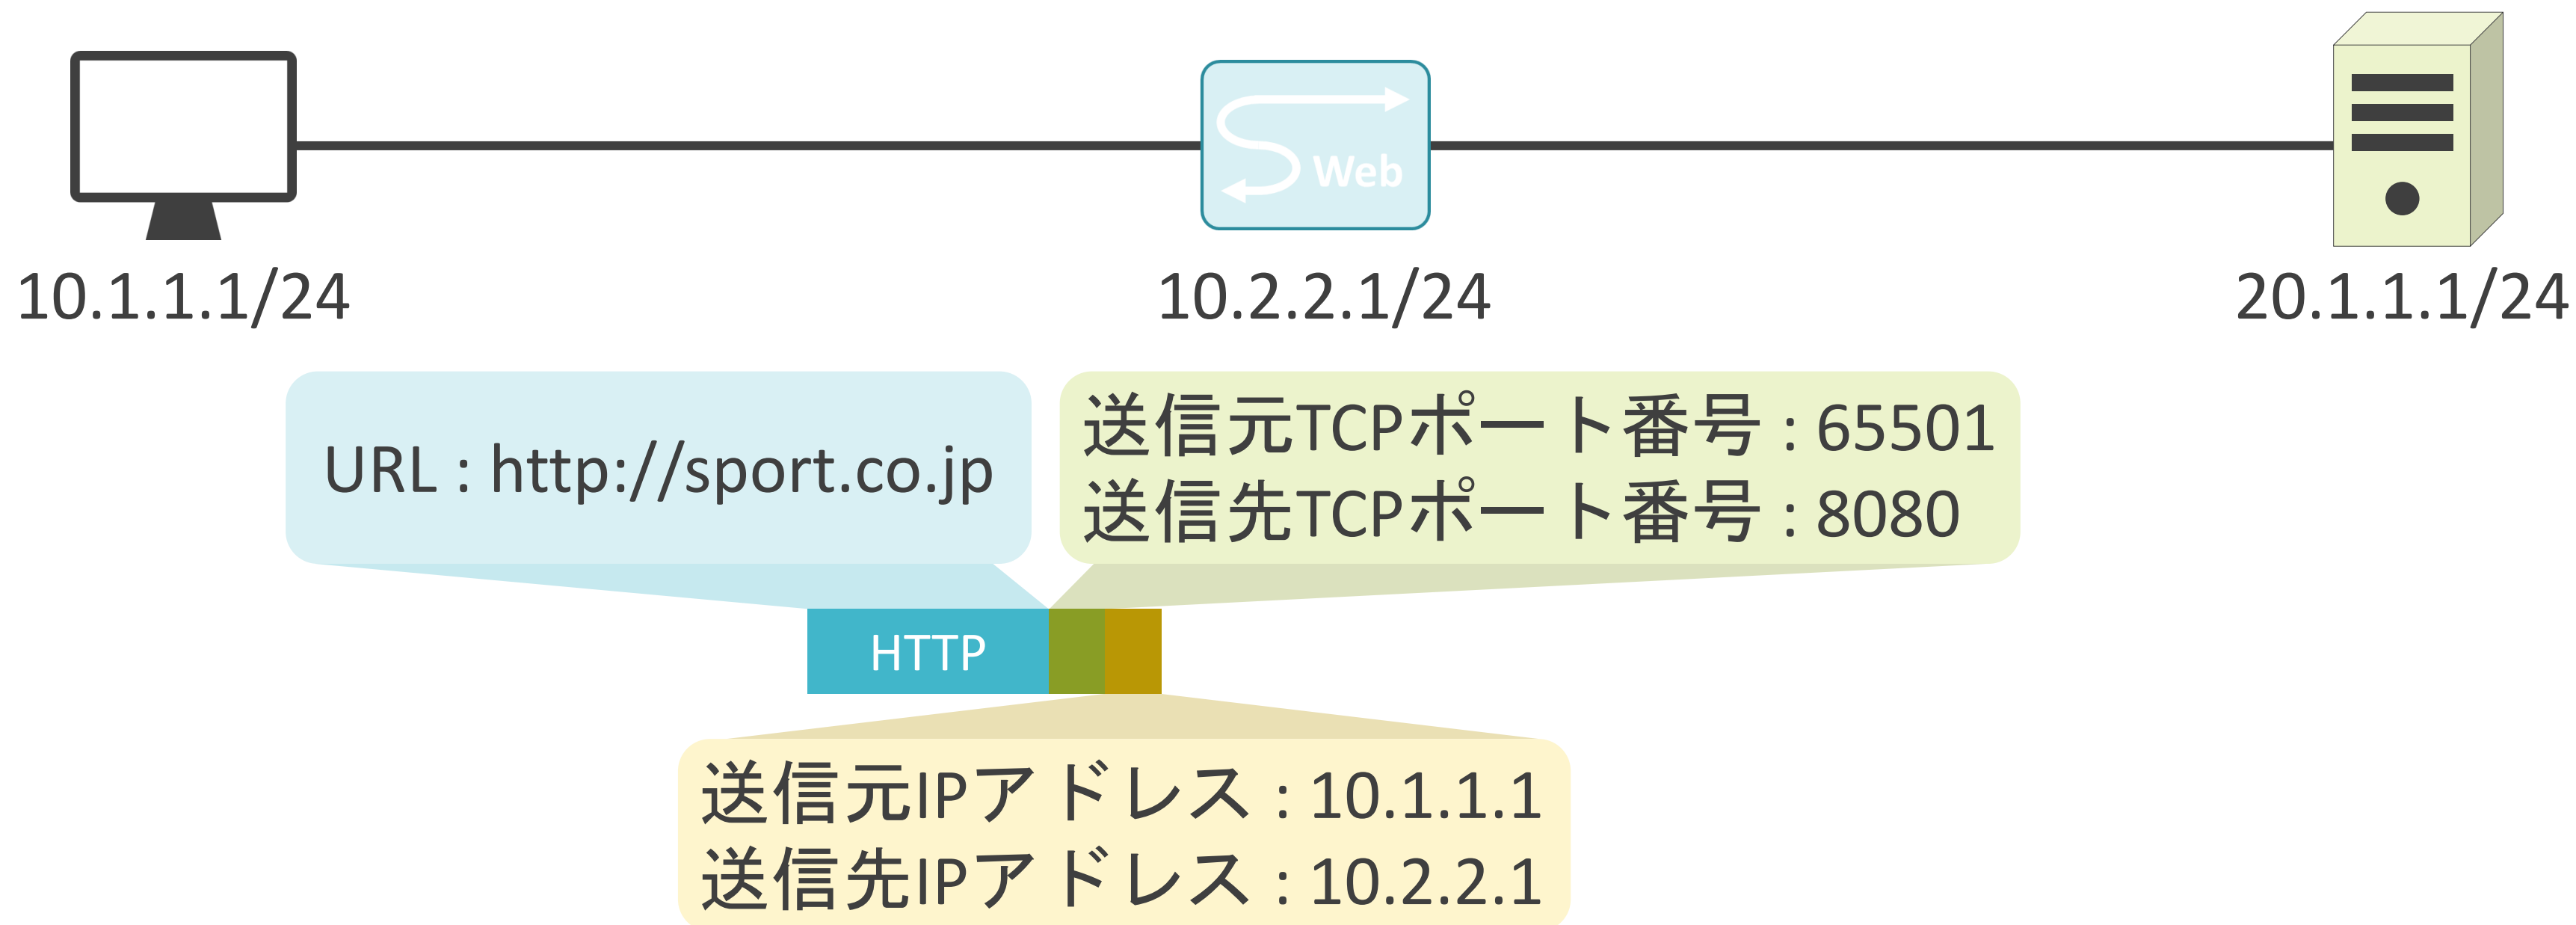 Web
10.1.1.1/24
10.2.2.1/24
20.1.1.1/24
URL : http://sport.co.jp
送信元TCPポート番号 : 65501
送信先TCPポート番号 : 8080
HTTP
送信元IPアドレス : 10.1.1.1
送信先IPアドレス : 10.2.2.1